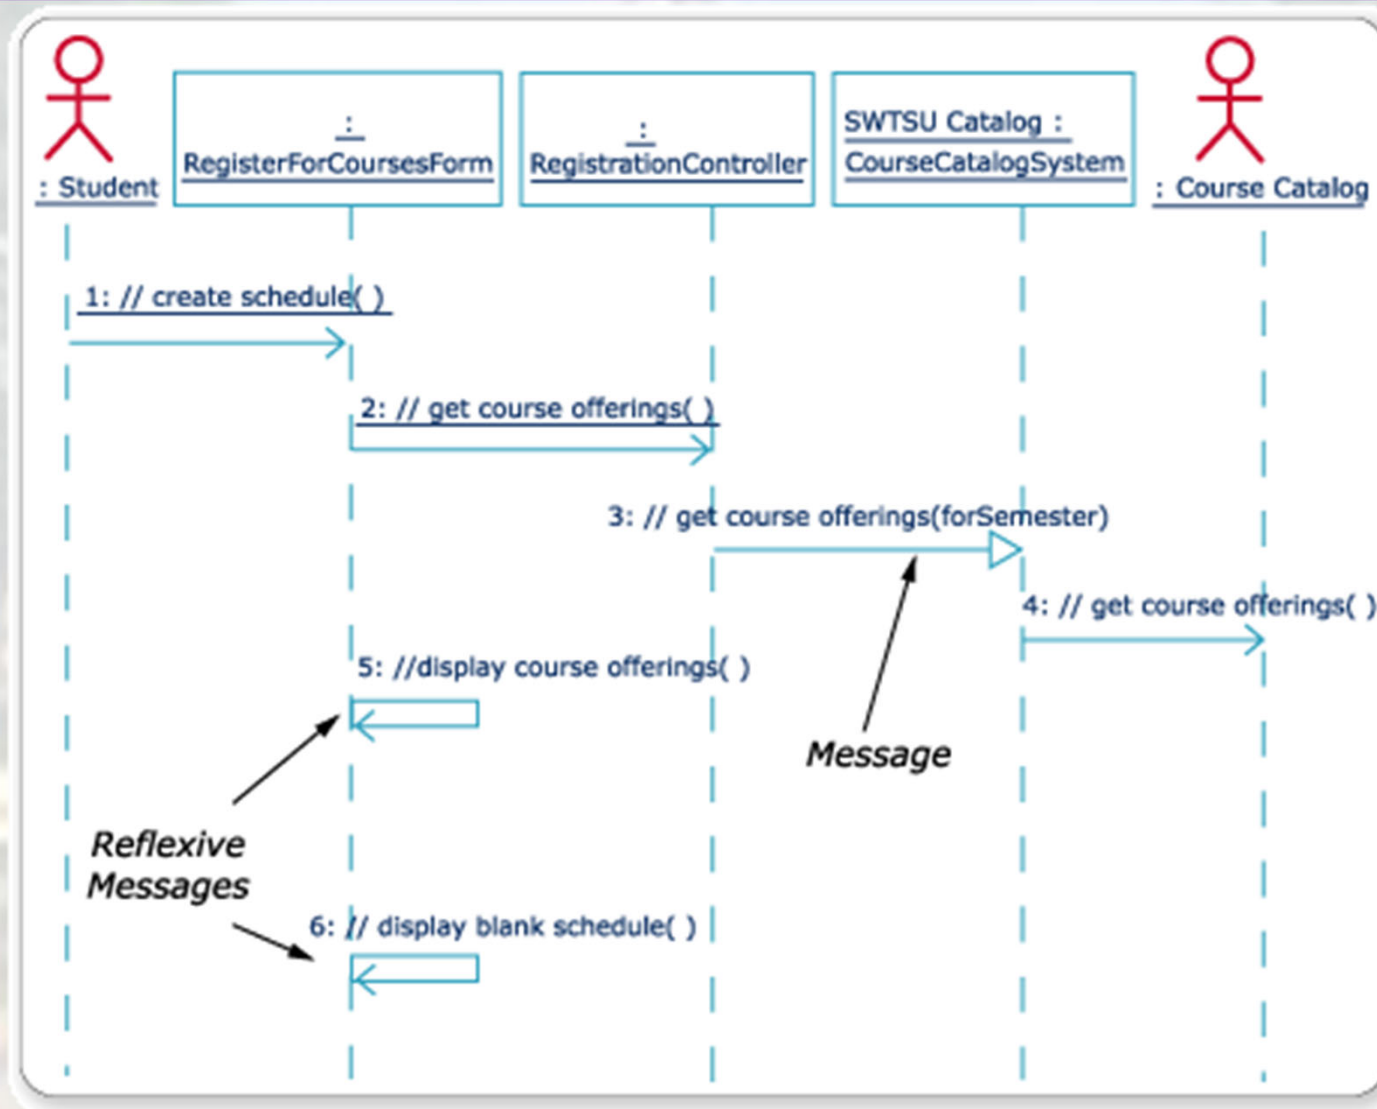 :
RegisterForCoursesForm
:
RegistrationController
SWTSU Catalog :
CourseCatalogSystem
: Student
: Course Catalog
1: // create schedule( )
2: // get course offerings( )
3: // get course offerings(forSemester)
4: // get course offerings( )
5: //display course offerings( )
Message
Reflexive
Messages
6: // display blank schedule( )